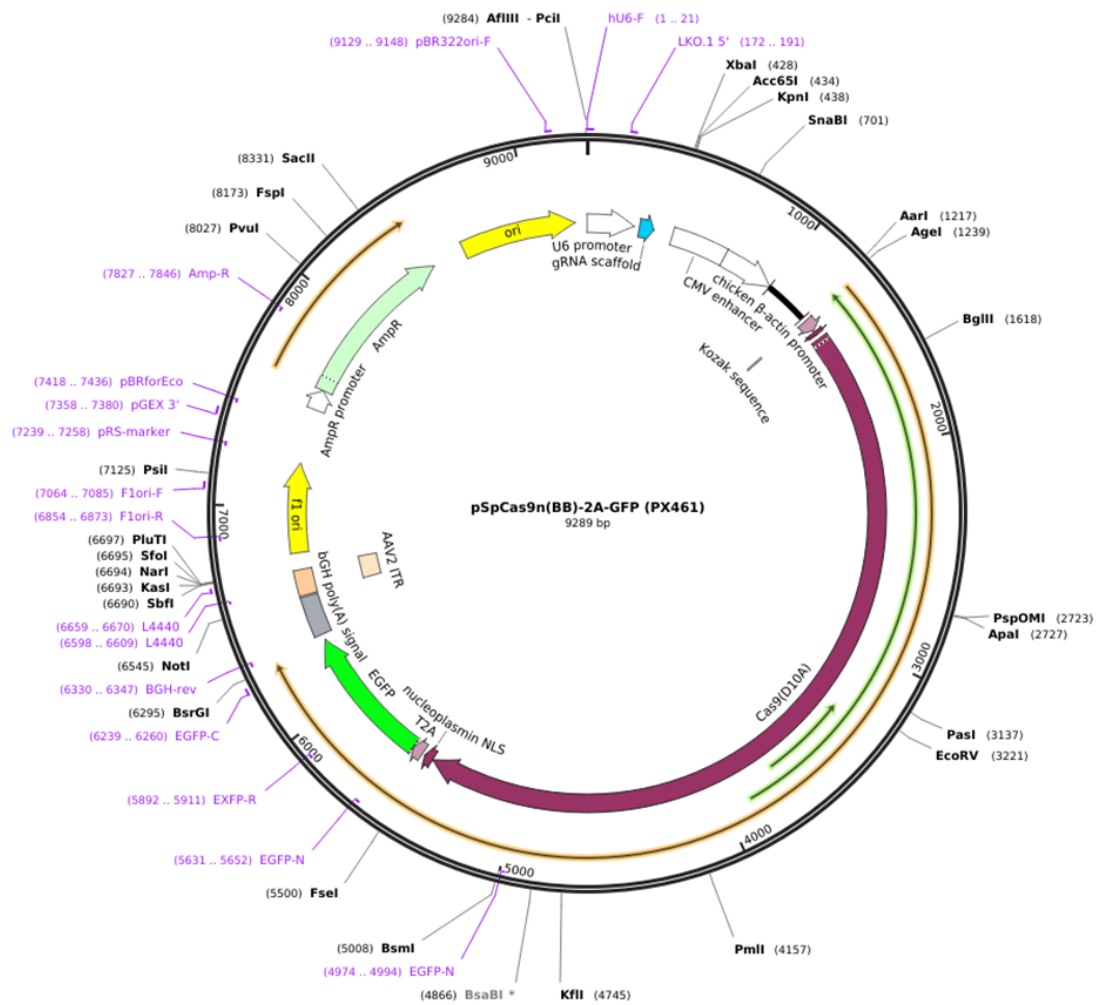 (9284) AflIII - PciI
hU6-F (1 .. 21)
(9129 .. 9148) pBR322ori-F
LKO.1 5' (172 .. 191)
XbaI (428)
Acc65I (434)
KpnI (438)
SnaBI (701)
(8331) SacII
(8173) FspI
(8027) PvuI
(7827 .. 7846) Amp-R
AarI (1217)
AgeI (1239)
BglII (1618)
9000
1000
8000
2000
7000
3000
6000
4000
5000
ori
U6 promoter
gRNA scaffold
CMV enhancer
chicken β-actin promoter
Kozak sequence
AmpR
AmpR promoter
(7418 .. 7436) pBRforEco
(7358 .. 7380) pGEX 3'
(7239 .. 7258) pRS-marker
(7125) PsiI
(7064 .. 7085) F1ori-F
(6854 .. 6873) F1ori-R
(6697) PluTI
(6695) SfoI
(6694) NarI
(6693) KasI
(6690) SbfI
(6659 .. 6670) L4440
(6598 .. 6609) L4440
(6545) NotI
(6330 .. 6347) BGH-rev
(6295) BsrGI
(6239 .. 6260) EGFP-C
pSpCas9n(BB)-2A-GFP (PX461)
9289 bp
f1 ori
AAV2 ITR
bGH poly(A) signal
EGFP
T2A
nucleoplasmin NLS
Cas9(D10A)
PspOMI (2723)
ApaI (2727)
PasI (3137)
EcoRV (3221)
(5892 .. 5911) EXFP-R
(5631 .. 5652) EGFP-N
(5500) FseI
(5008) BsmI
(4974 .. 4994) EGFP-N
(4866) BsaBI *
KflI (4745)
PmlI (4157)